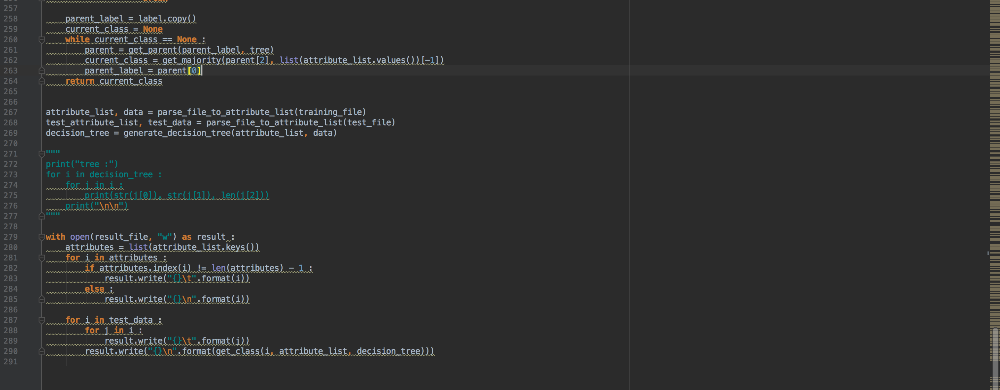 257
258     parent_label = label.copy()
259     current_class = None
260     while current_class == None :
261         parent = get_parent(parent_label, tree)
262         current_class = get_majority(parent[2], list(attribute_list.values())[-1])
263         parent_label = parent[0]
264     return current_class
265
266
267 attribute_list, data = parse_file_to_attribute_list(training_file)
268 test_attribute_list, test_data = parse_file_to_attribute_list(test_file)
269 decision_tree = generate_decision_tree(attribute_list, data)
270
271 """
272 print("tree :")
273 for i in decision_tree :
274     for j in i :
275         print(str(j[0]), str(j[1]), len(j[2]))
276     print("\n\n")
277 """
278
279 with open(result_file, "w") as result :
280     attributes = list(attribute_list.keys())
281     for i in attributes :
282         if attributes.index(i) != len(attributes) - 1 :
283             result.write("{}\t".format(i))
284         else :
285             result.write("{}\n".format(i))
286
287     for i in test_data :
288         for j in i :
289             result.write("{}\t".format(j))
290         result.write("{}\n".format(get_class(i, attribute_list, decision_tree)))
291